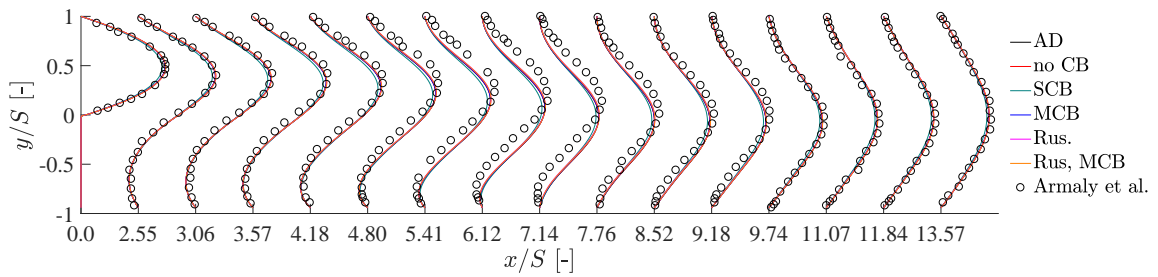 1
0.5
0
-0.5
-1
y/S [-]
0.0 2.55 3.06 3.57 4.18 4.80 5.41 6.12 7.14 7.76 8.52 9.18 9.74 11.07 11.84 13.57
x/S [-]
AD
no CB
SCB
MCB
Rus.
Rus, MCB
Armaly et al.